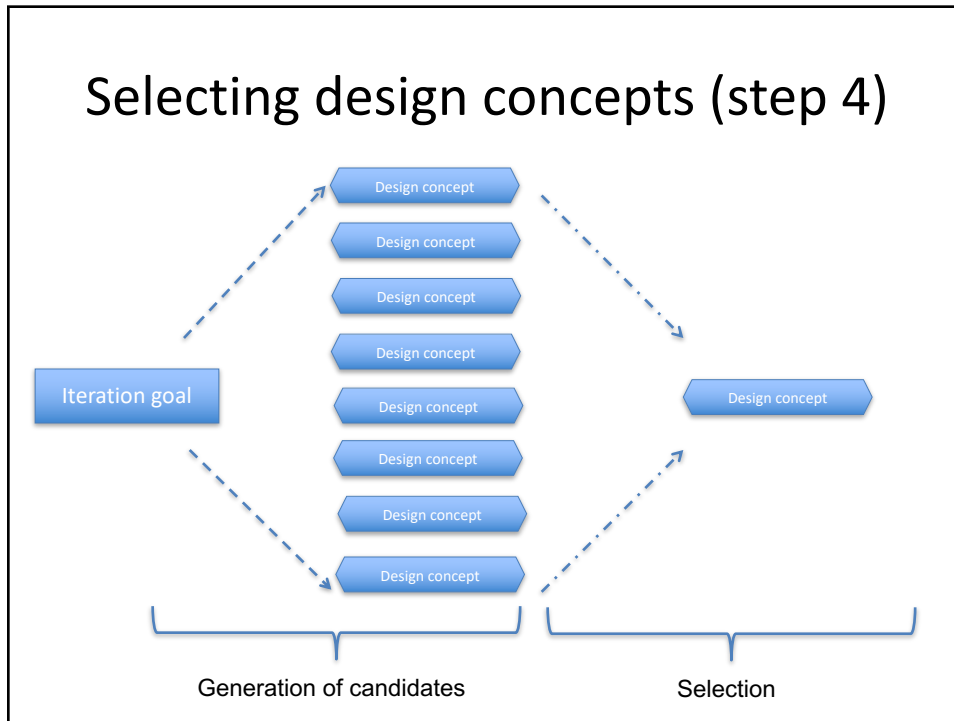 Selecting design concepts (step 4)
Design concept
Design concept
Design concept
Design concept
Iteration goal
Design concept
Design concept
Design concept
Design concept
Design concept
Generation of candidates
Selection